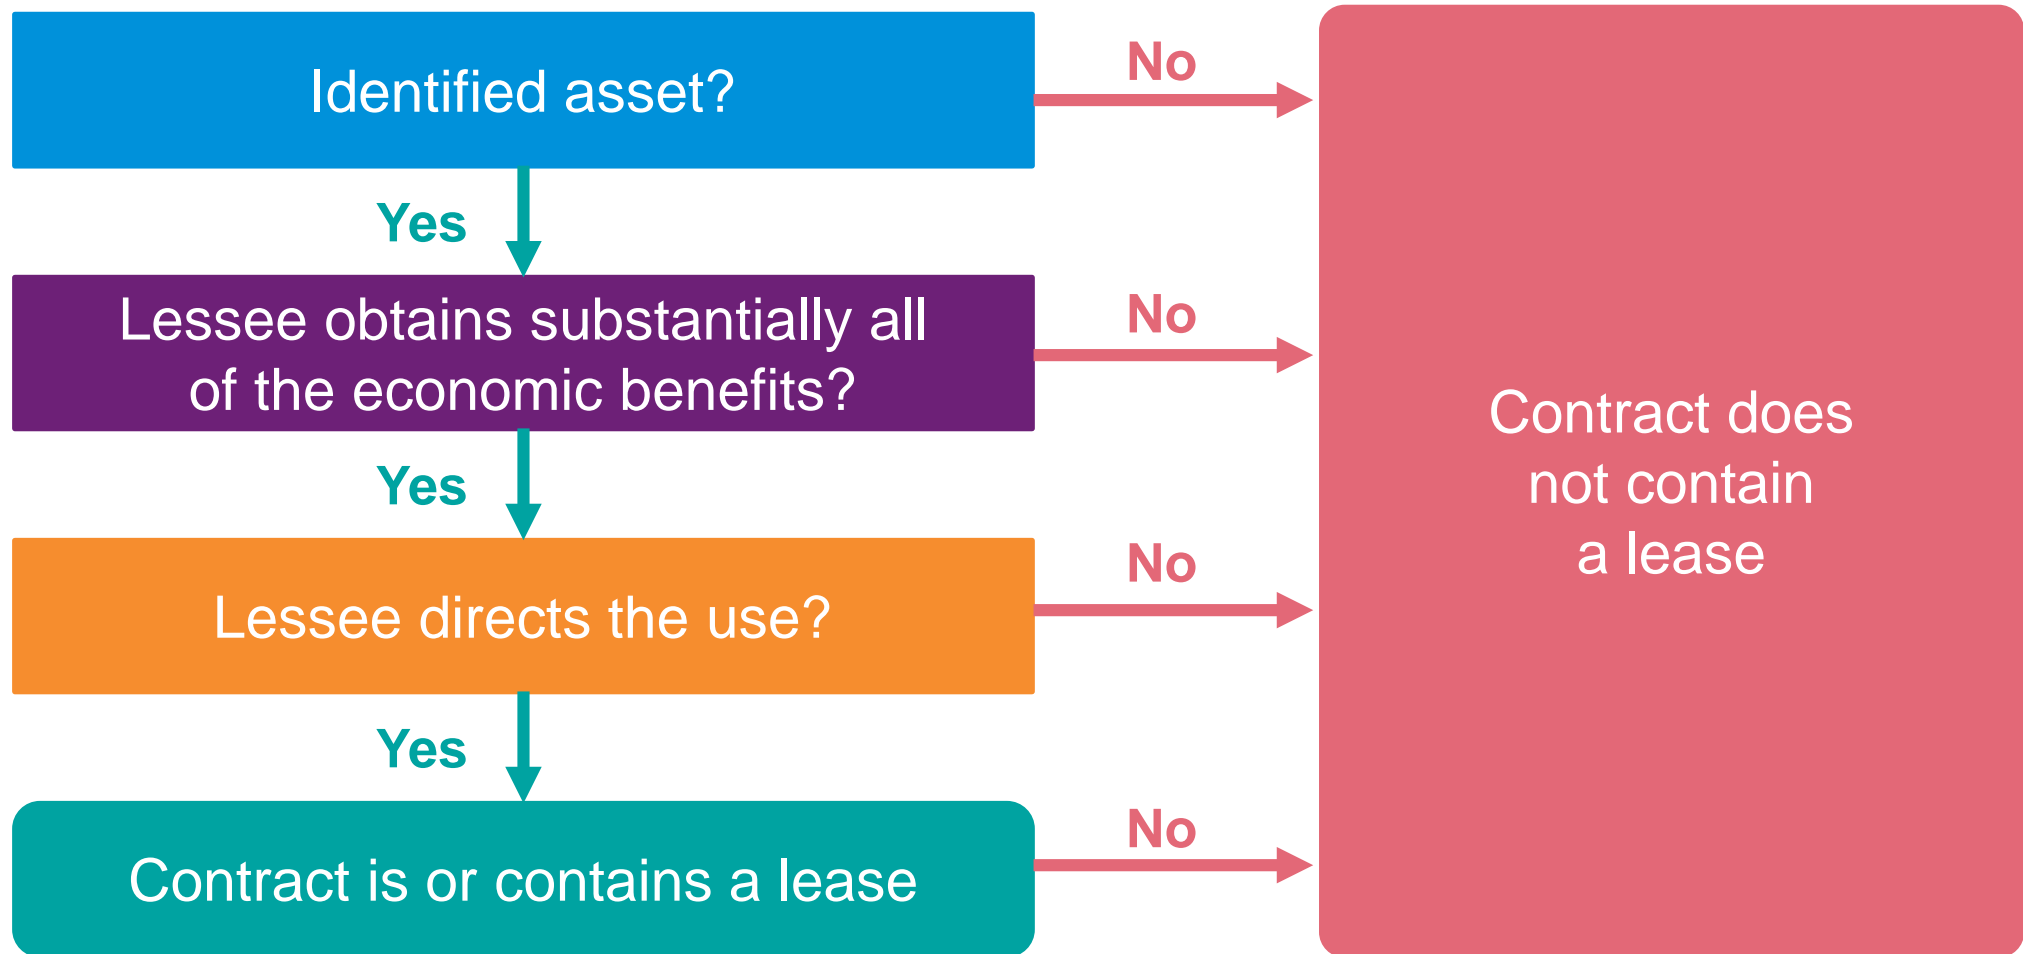 Identified asset?
No
Yes
Lessee obtains substantially all
of the economic benefits?
No
Yes
Lessee directs the use?
No
Yes
Contract is or contains a lease
No
Contract does
not contain
a lease